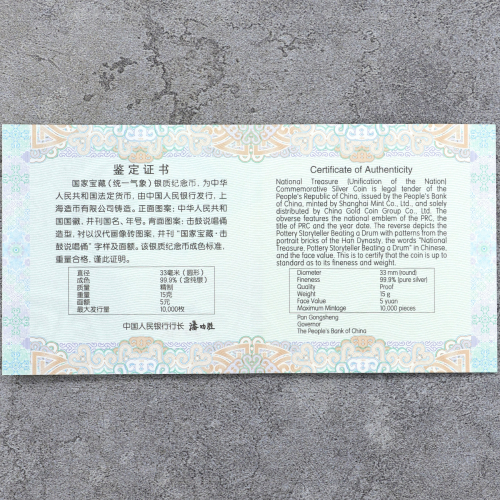 鉴定证书
国家宝藏（统一气象）银质纪念币，为中华
人民共和国法定货币，由中国人民银行发行，上
海造币有限公司铸造。正面图案：中华人民共和
国国徽，并刊国名、年号。背面图案：击鼓说唱俑
造型，衬以汉代画像砖图案，并刊“国家宝藏·击
鼓说唱俑”字样及面额。该银质纪念币成色标准，
重量合格，谨此证明。
直径 33毫米（圆形）
成色 99.9%（含纯银）
质量 精制
重量 15克
面额 5元
最大发行量 10,000枚
中国人民银行行长 潘功胜
Certificate of Authenticity
National Treasure (Unification of the Nation)
Commemorative Silver Coin is legal tender of the
People's Republic of China, issued by the People's Bank
of China, minted by Shanghai Mint Co., Ltd., and solely
distributed by China Gold Coin Group Co., Ltd. The
obverse features the national emblem of the PRC, the
title of PRC and the year date. The reverse depicts the
Pottery Storyteller Beating a Drum with patterns from the
portrait bricks of the Han Dynasty, the words "National
Treasure, Pottery Storyteller Beating a Drum" in Chinese,
and the face value. This is to certify that the coin is up to
standard as to its fineness and weight.
Diameter 33 mm (round)
Fineness 99.9% (pure silver)
Quality Proof
Weight 15 g
Face Value 5 yuan
Maximum Mintage 10,000 pieces
Pan Gongsheng
Governor
The People's Bank of China